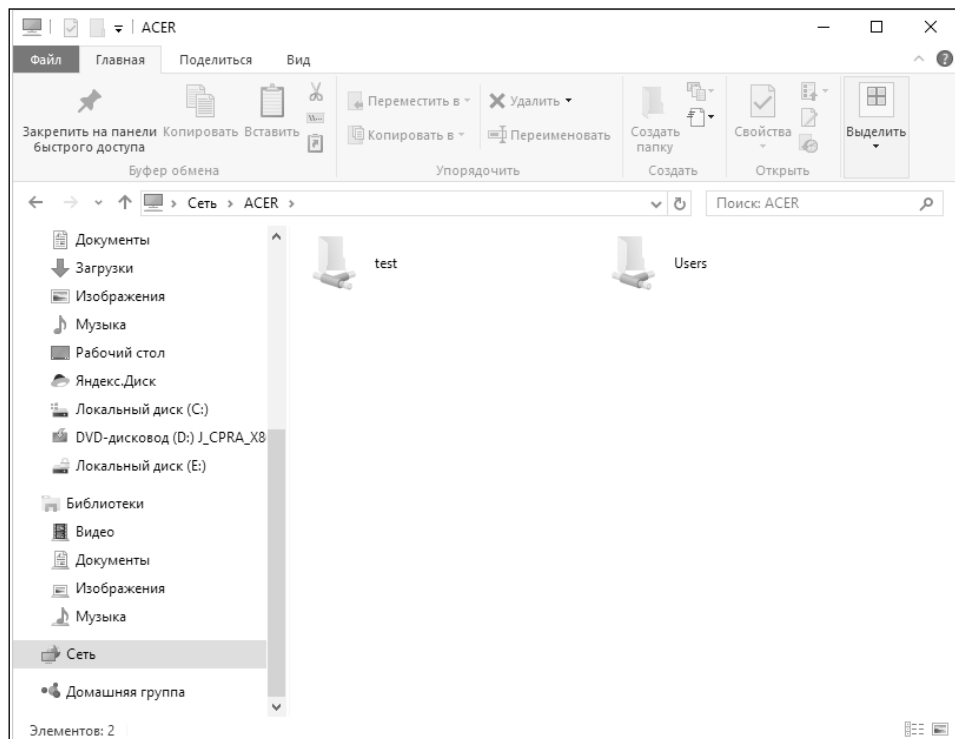 ACER
Файл Главная Поделиться Вид
Закрепить на панели быстрого доступа
Копировать Вставить
Переместить в
Копировать в
Удалить
Переименовать
Создать папку
Свойства
Выделить
Буфер обмена Упорядочить Создать Открыть
Сеть › ACER ›
Поиск: ACER
Документы
Загрузки
Изображения
Музыка
Рабочий стол
Яндекс.Диск
Локальный диск (C:)
DVD-дисковод (D:) J_CPRA_X8
Локальный диск (E:)
Библиотеки
Видео
Документы
Изображения
Музыка
Сеть
Домашняя группа
test
Users
Элементов: 2